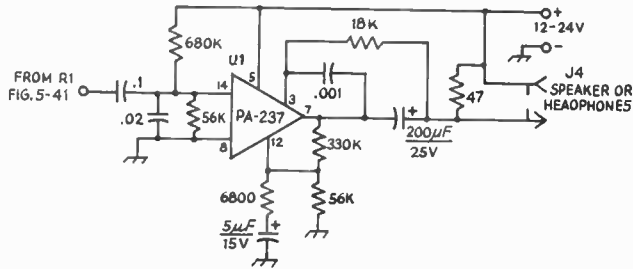 18K
+
12-24V
-
680K
U1
5
.001
J4
SPEAKER OR
HEADPHONES
FROM R1
FIG.5-41
.1
14
3
7
47
.02
56K
PA-237
+
200µF
25V
8
12
330K
6800
56K
5µF
15V
+